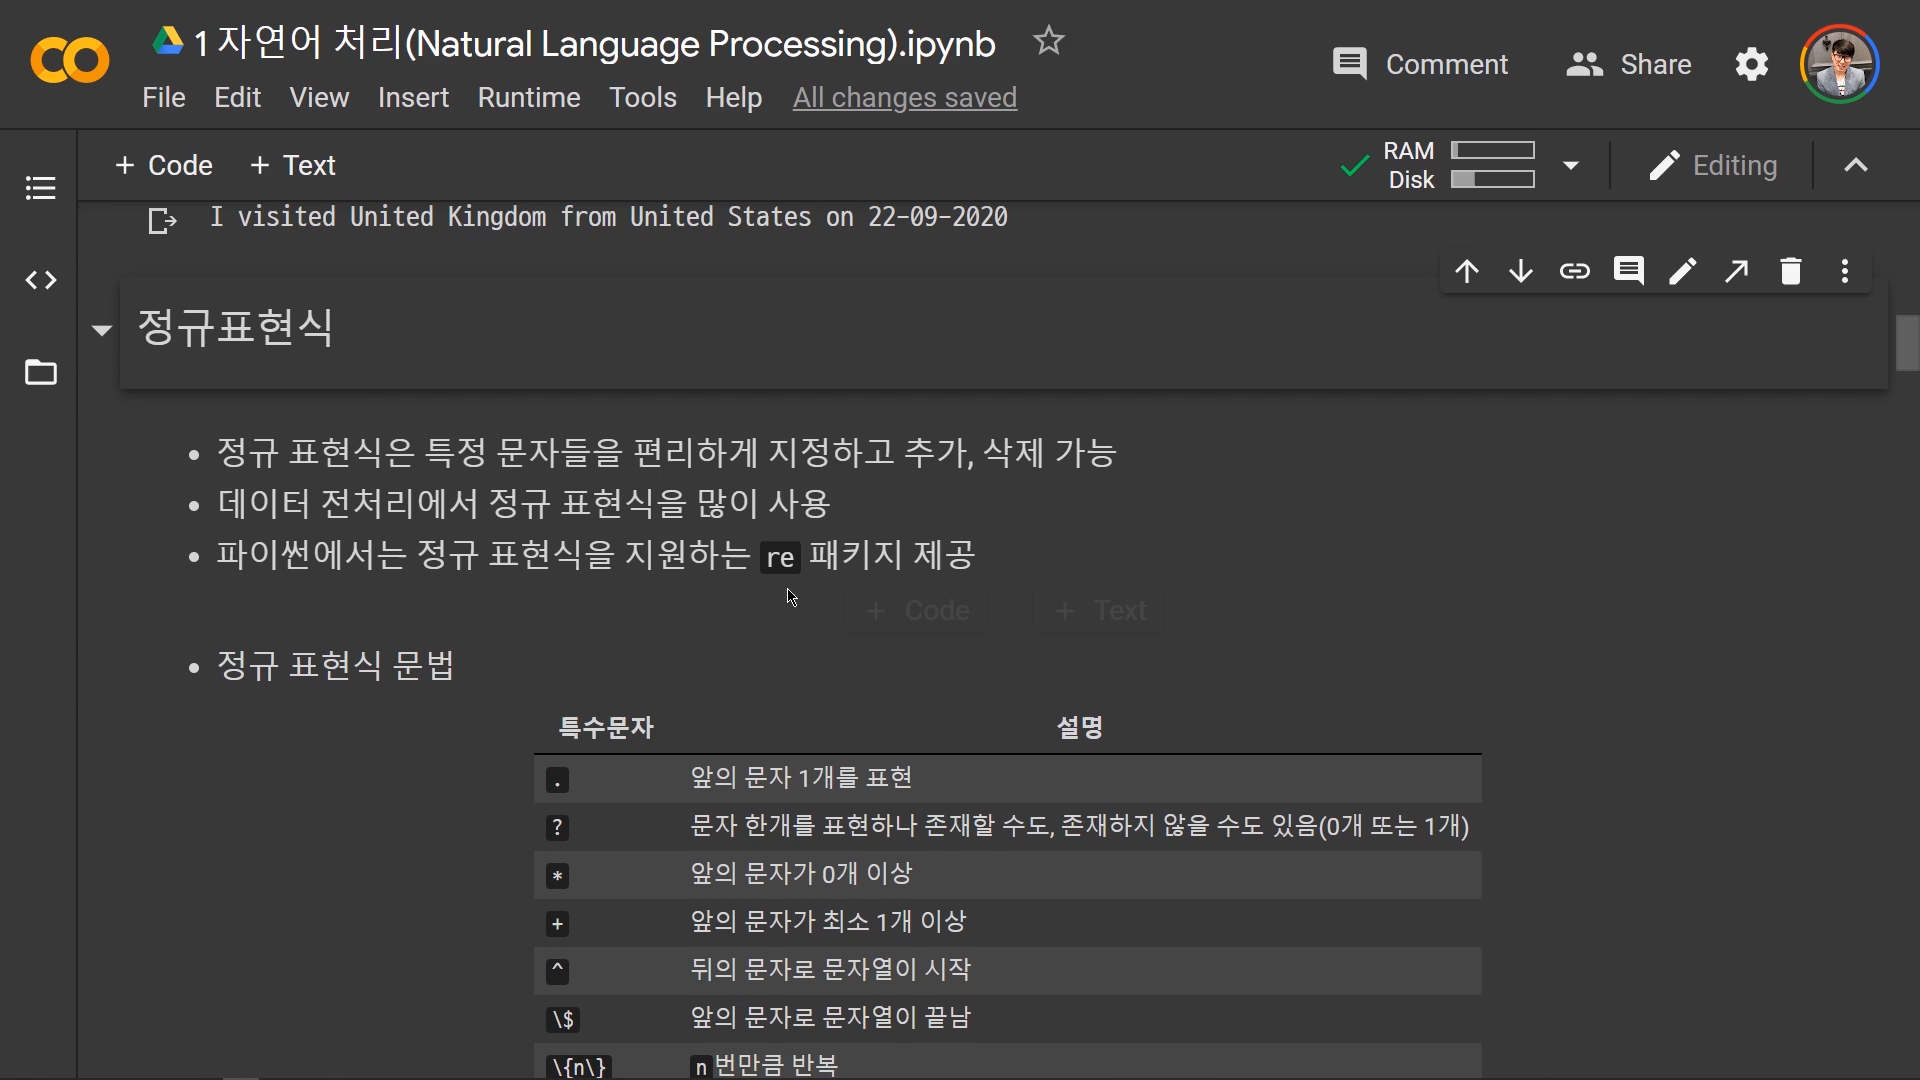 1 자연어 처리(Natural Language Processing).ipynb
Comment
Share
File Edit View Insert Runtime Tools Help All changes saved
+ Code + Text
RAM
Disk
Editing
I visited United Kingdom from United States on 22-09-2020
정규표현식
• 정규 표현식은 특정 문자들을 편리하게 지정하고 추가, 삭제 가능
• 데이터 전처리에서 정규 표현식을 많이 사용
• 파이썬에서는 정규 표현식을 지원하는 re 패키지 제공
+ Code + Text
• 정규 표현식 문법
특수문자 설명
. 앞의 문자 1개를 표현
? 문자 한개를 표현하나 존재할 수도, 존재하지 않을 수도 있음(0개 또는 1개)
* 앞의 문자가 0개 이상
+ 앞의 문자가 최소 1개 이상
^ 뒤의 문자로 문자열이 시작
\$ 앞의 문자로 문자열이 끝남
\{n\} n번만큼 반복